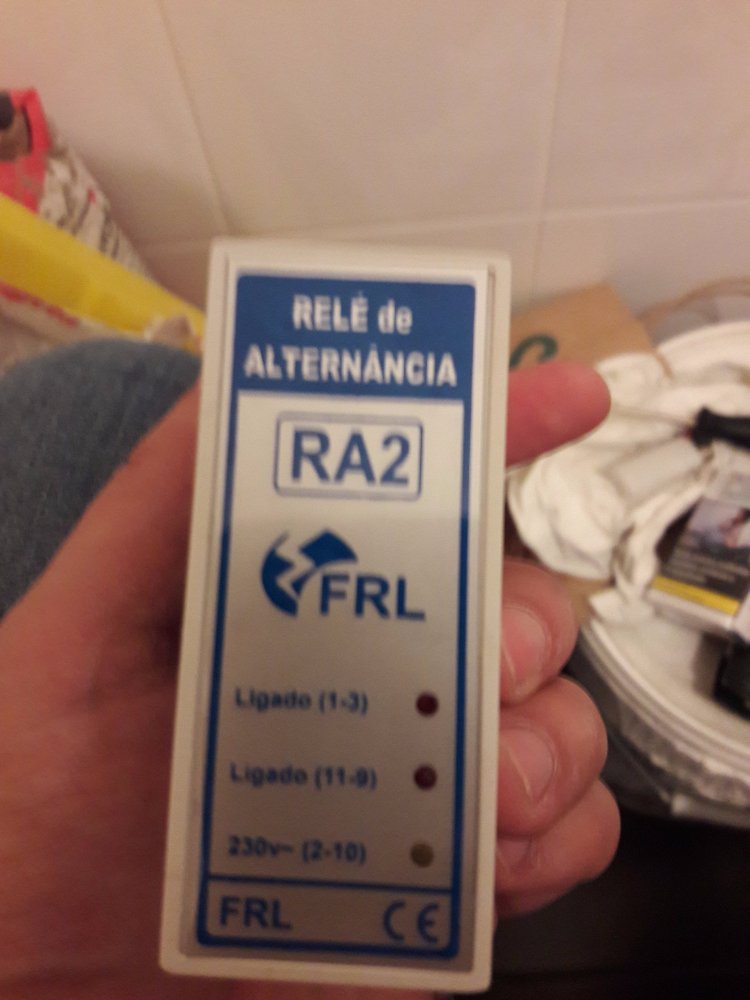 RELÉ de
ALTERNÂNCIA
RA2
FRL
Ligado (1-3)
Ligado (11-9)
230v~ (2-10)
FRL CE